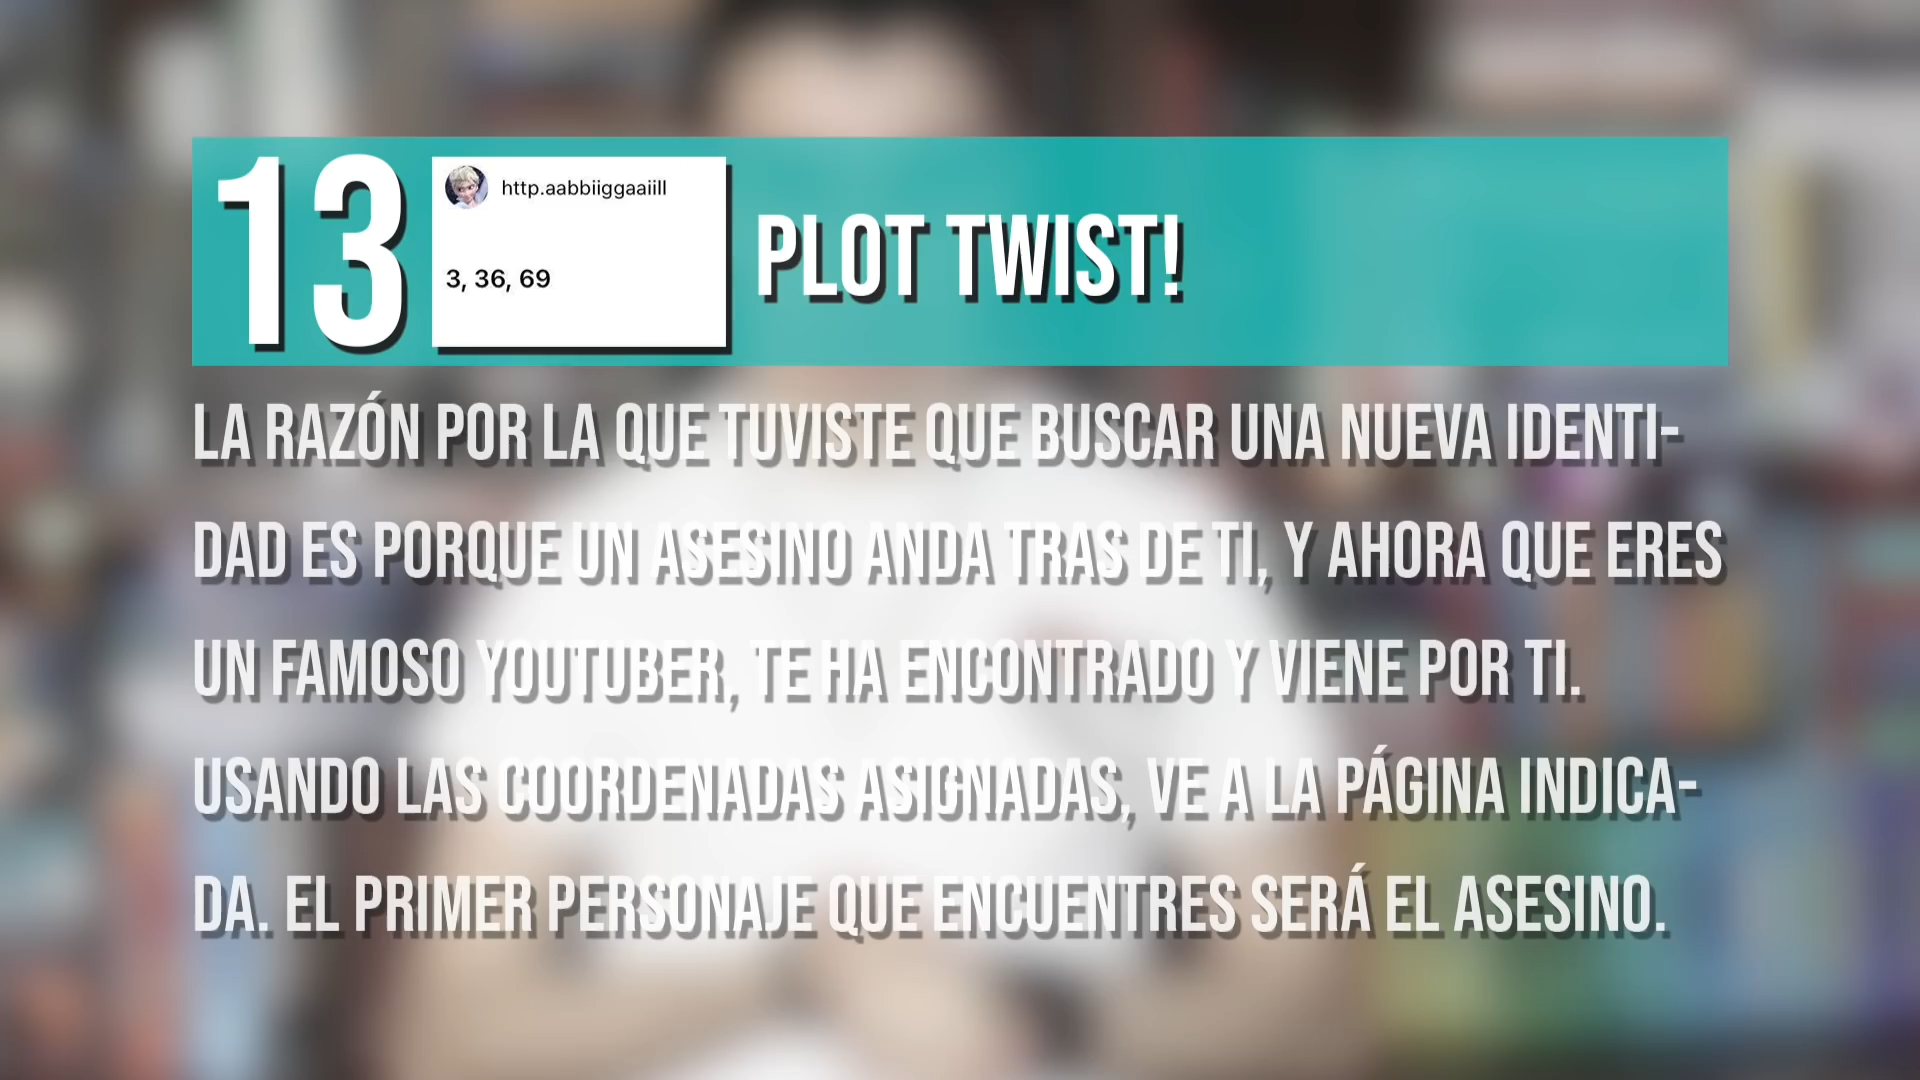 13
http.aabbiiggaaiill
3, 36, 69
PLOT TWIST!
LA RAZÓN POR LA QUE TUVISTE QUE BUSCAR UNA NUEVA IDENTI-
DAD ES PORQUE UN ASESINO ANDA TRAS DE TI, Y AHORA QUE ERES
UN FAMOSO YOUTUBER, TE HA ENCONTRADO Y VIENE POR TI.
USANDO LAS COORDENADAS ASIGNADAS, VE A LA PÁGINA INDICA-
DA. EL PRIMER PERSONAJE QUE ENCUENTRES SERÁ EL ASESINO.